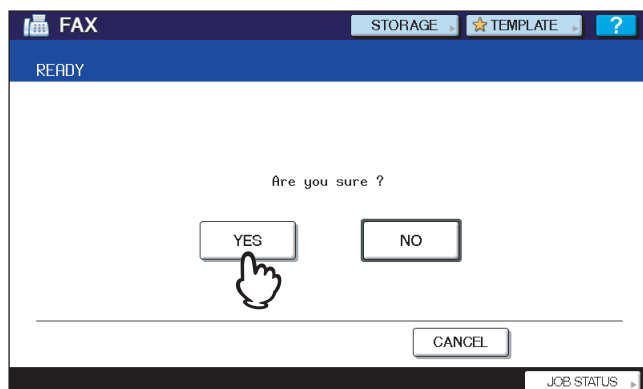 FAX STORAGE TEMPLATE ?
READY
Are you sure ?
YES NO
CANCEL
JOB STATUS